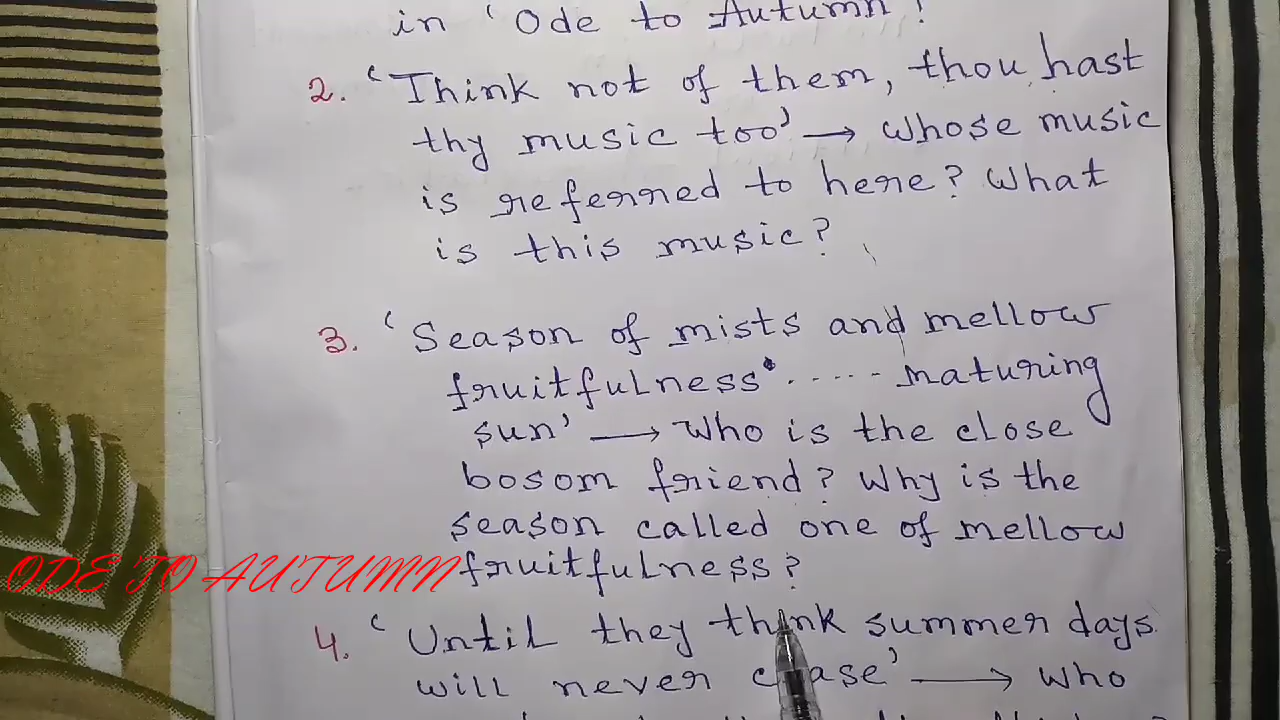 in 'Ode to Autumn'
2. 'Think not of them, thou hast
thy music too' → Whose music
is referred to here? What
is this music?
3. 'Season of mists and mellow
fruitfulness ..... maturing
sun' → Who is the close
bosom friend? Why is the
season called one of mellow
fruitfulness?
ODE TO AUTUMN
4. 'Until they think summer days
will never cease' → Who